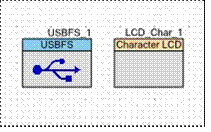 USBFS_1
USBFS
LCD_Char_1
Character LCD